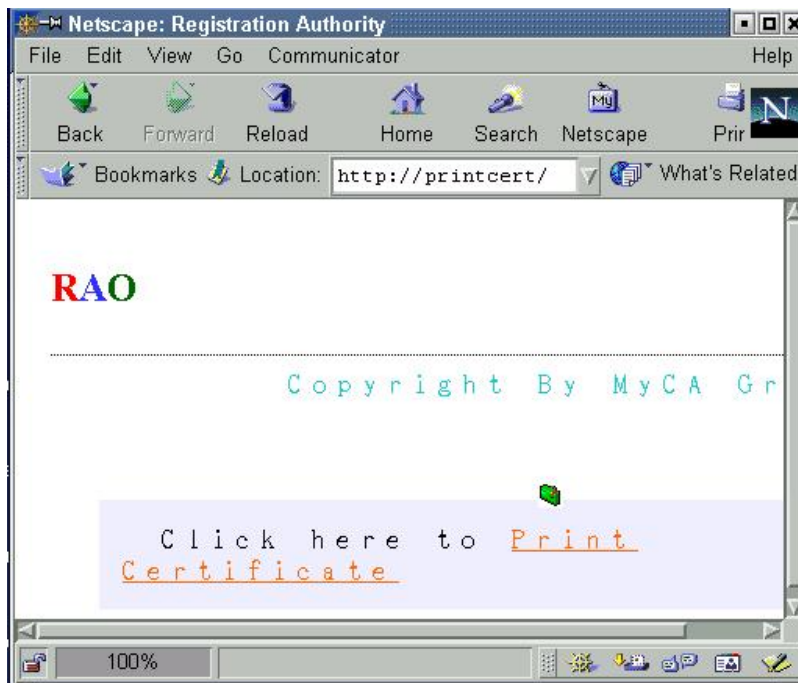 Netscape: Registration Authority
File Edit View Go Communicator Help
Back Forward Reload Home Search Netscape Prir
Bookmarks Location: http://printcert/ What's Related
RAO
Copyright By MyCA Gr
Click here to Print
Certificate
100%